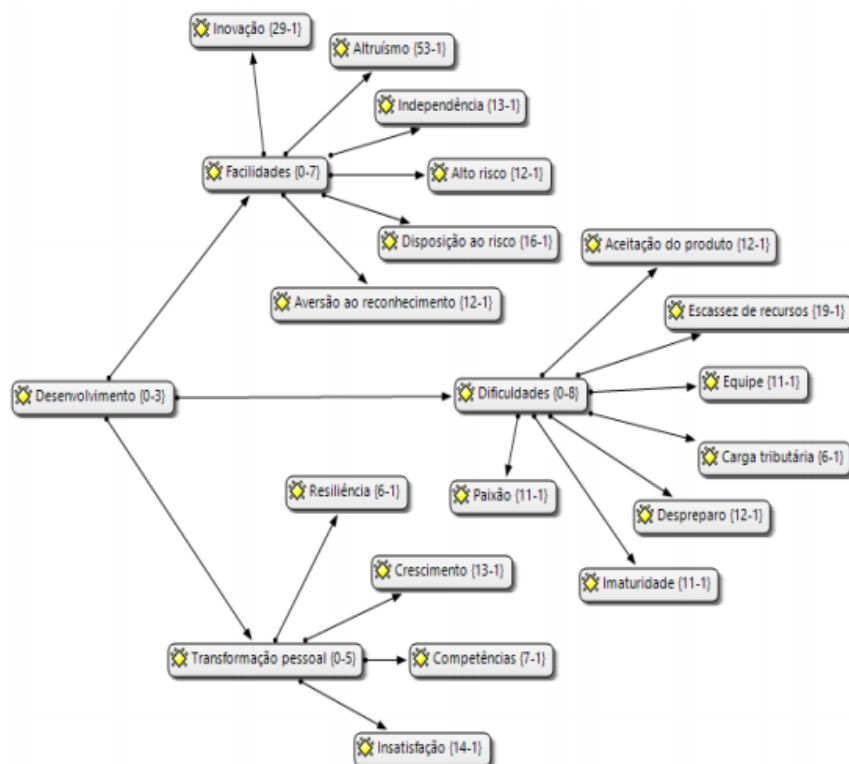 Inovação {29-1}
Altruísmo {53-1}
Independência {13-1}
Facilidades {0-7}
Alto risco {12-1}
Disposição ao risco {16-1}
Aceitação do produto {12-1}
Aversão ao reconhecimento {12-1}
Escassez de recursos {19-1}
Desenvolvimento {0-3}
Dificuldades {0-8}
Equipe {11-1}
Carga tributária {6-1}
Resiliência {6-1}
Paixão {11-1}
Despreparo {12-1}
Crescimento {13-1}
Imaturidade {11-1}
Transformação pessoal {0-5}
Competências {7-1}
Insatisfação {14-1}